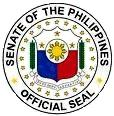 SENATE OF THE PHILIPPINES
OFFICIAL SEAL